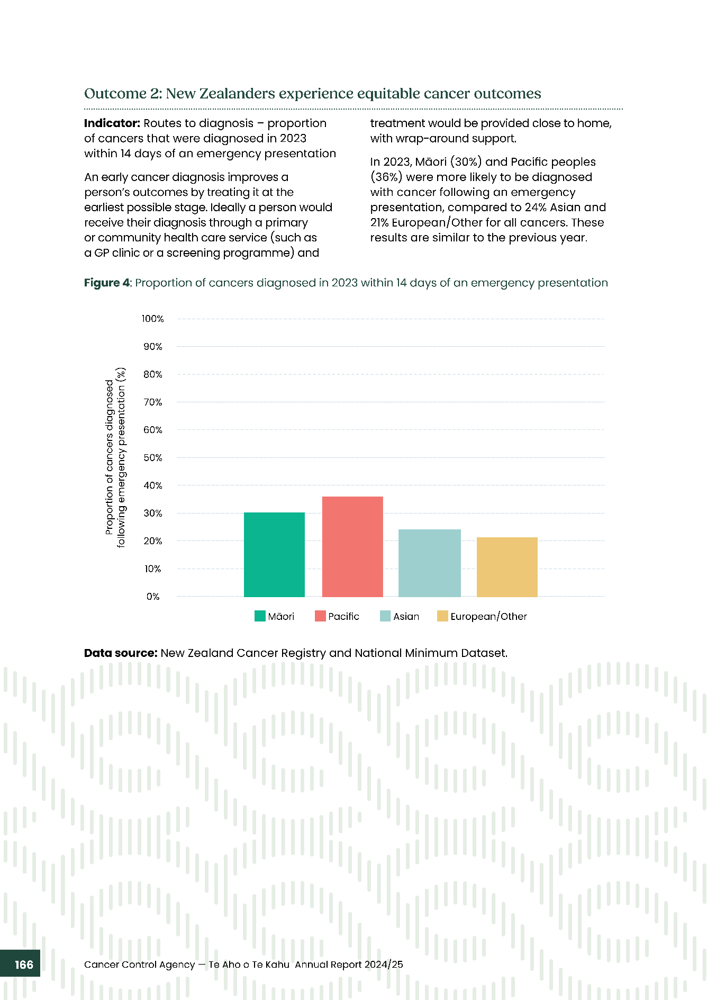 Outcome 2: New Zealanders experience equitable cancer outcomes
Indicator: Routes to diagnosis – proportion
of cancers that were diagnosed in 2023
within 14 days of an emergency presentation
An early cancer diagnosis improves a
person’s outcomes by treating it at the
earliest possible stage. Ideally a person would
receive their diagnosis through a primary
or community health care service (such as
a GP clinic or a screening programme) and
treatment would be provided close to home,
with wrap-around support.
In 2023, Māori (30%) and Pacific peoples
(36%) were more likely to be diagnosed
with cancer following an emergency
presentation, compared to 24% Asian and
21% European/Other for all cancers. These
results are similar to the previous year.
Figure 4: Proportion of cancers diagnosed in 2023 within 14 days of an emergency presentation
Proportion of cancers diagnosed
following emergency presentation (%)
100%
90%
80%
70%
60%
50%
40%
30%
20%
10%
0%
Māori Pacific Asian European/Other
Data source: New Zealand Cancer Registry and National Minimum Dataset.
166 Cancer Control Agency — Te Aho o Te Kahu Annual Report 2024/25